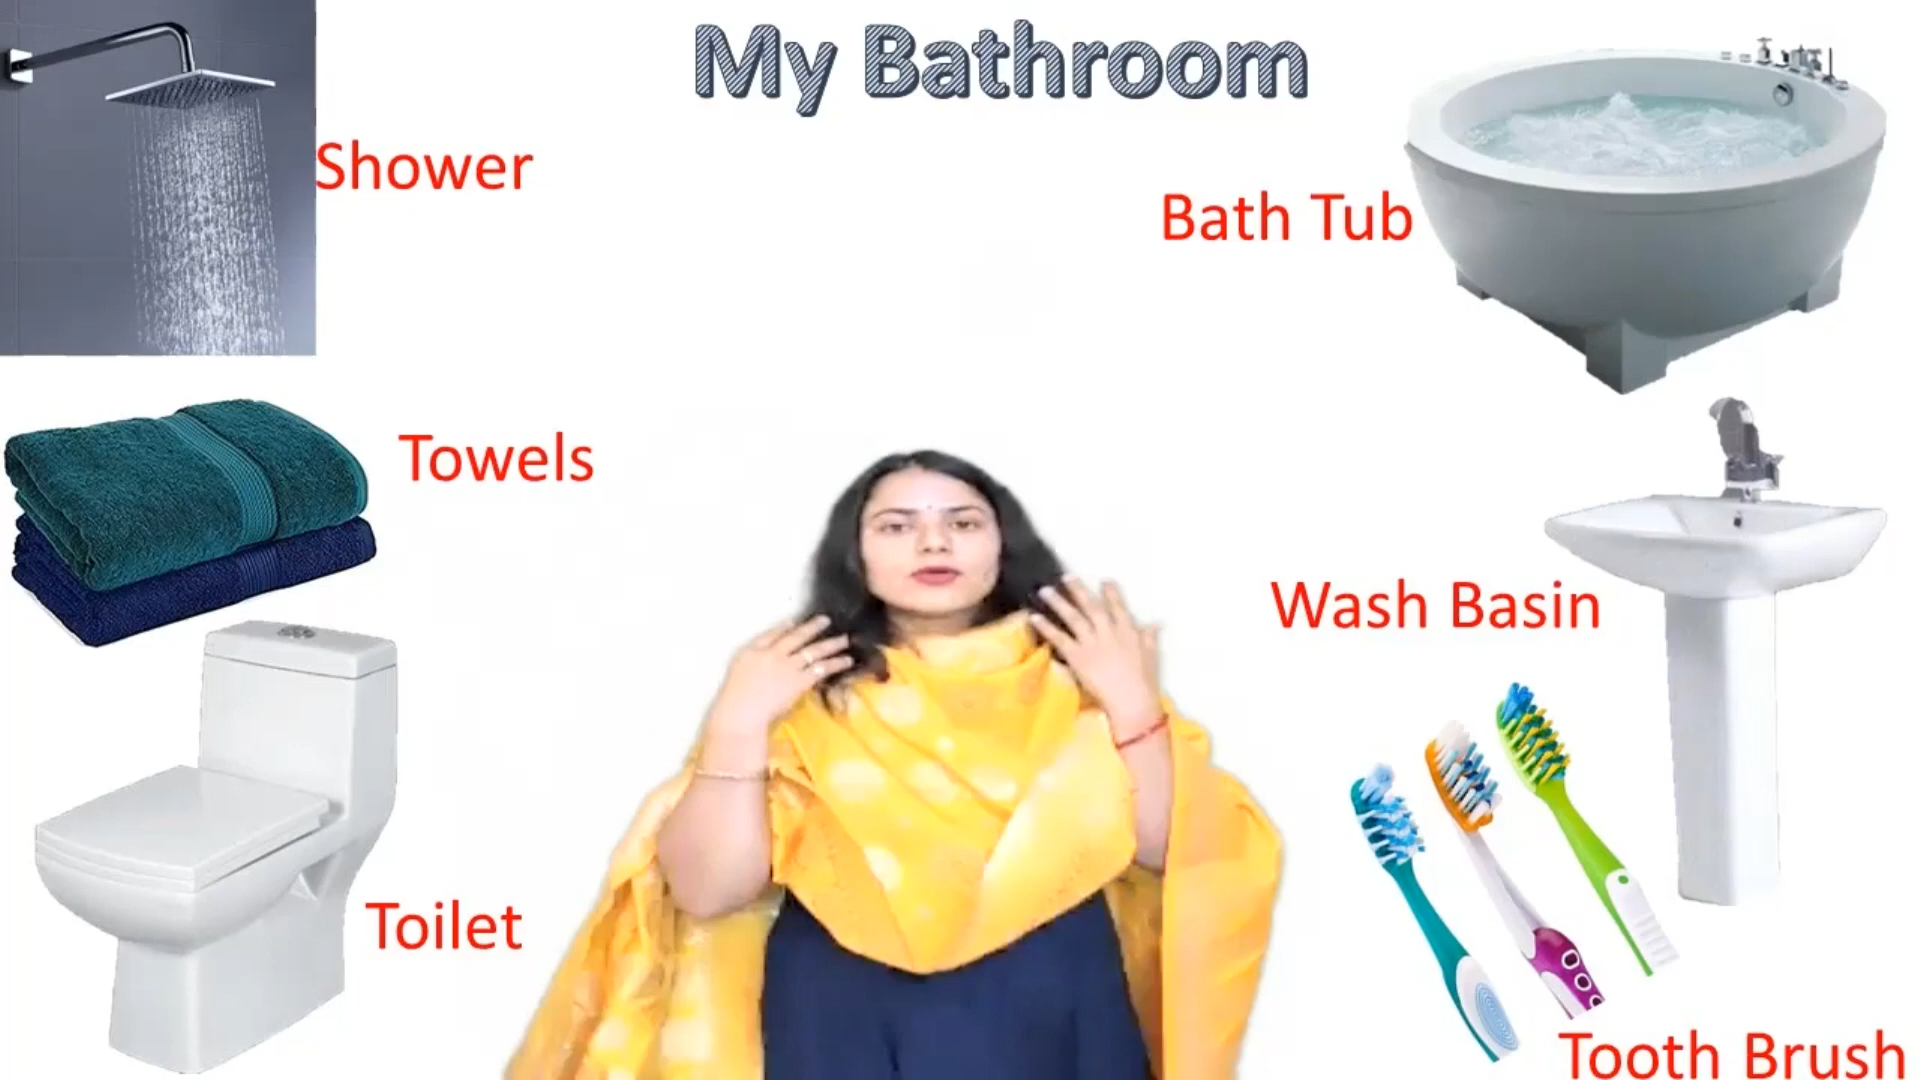 My Bathroom
Shower
Bath Tub
Towels
Wash Basin
Toilet
Tooth Brush